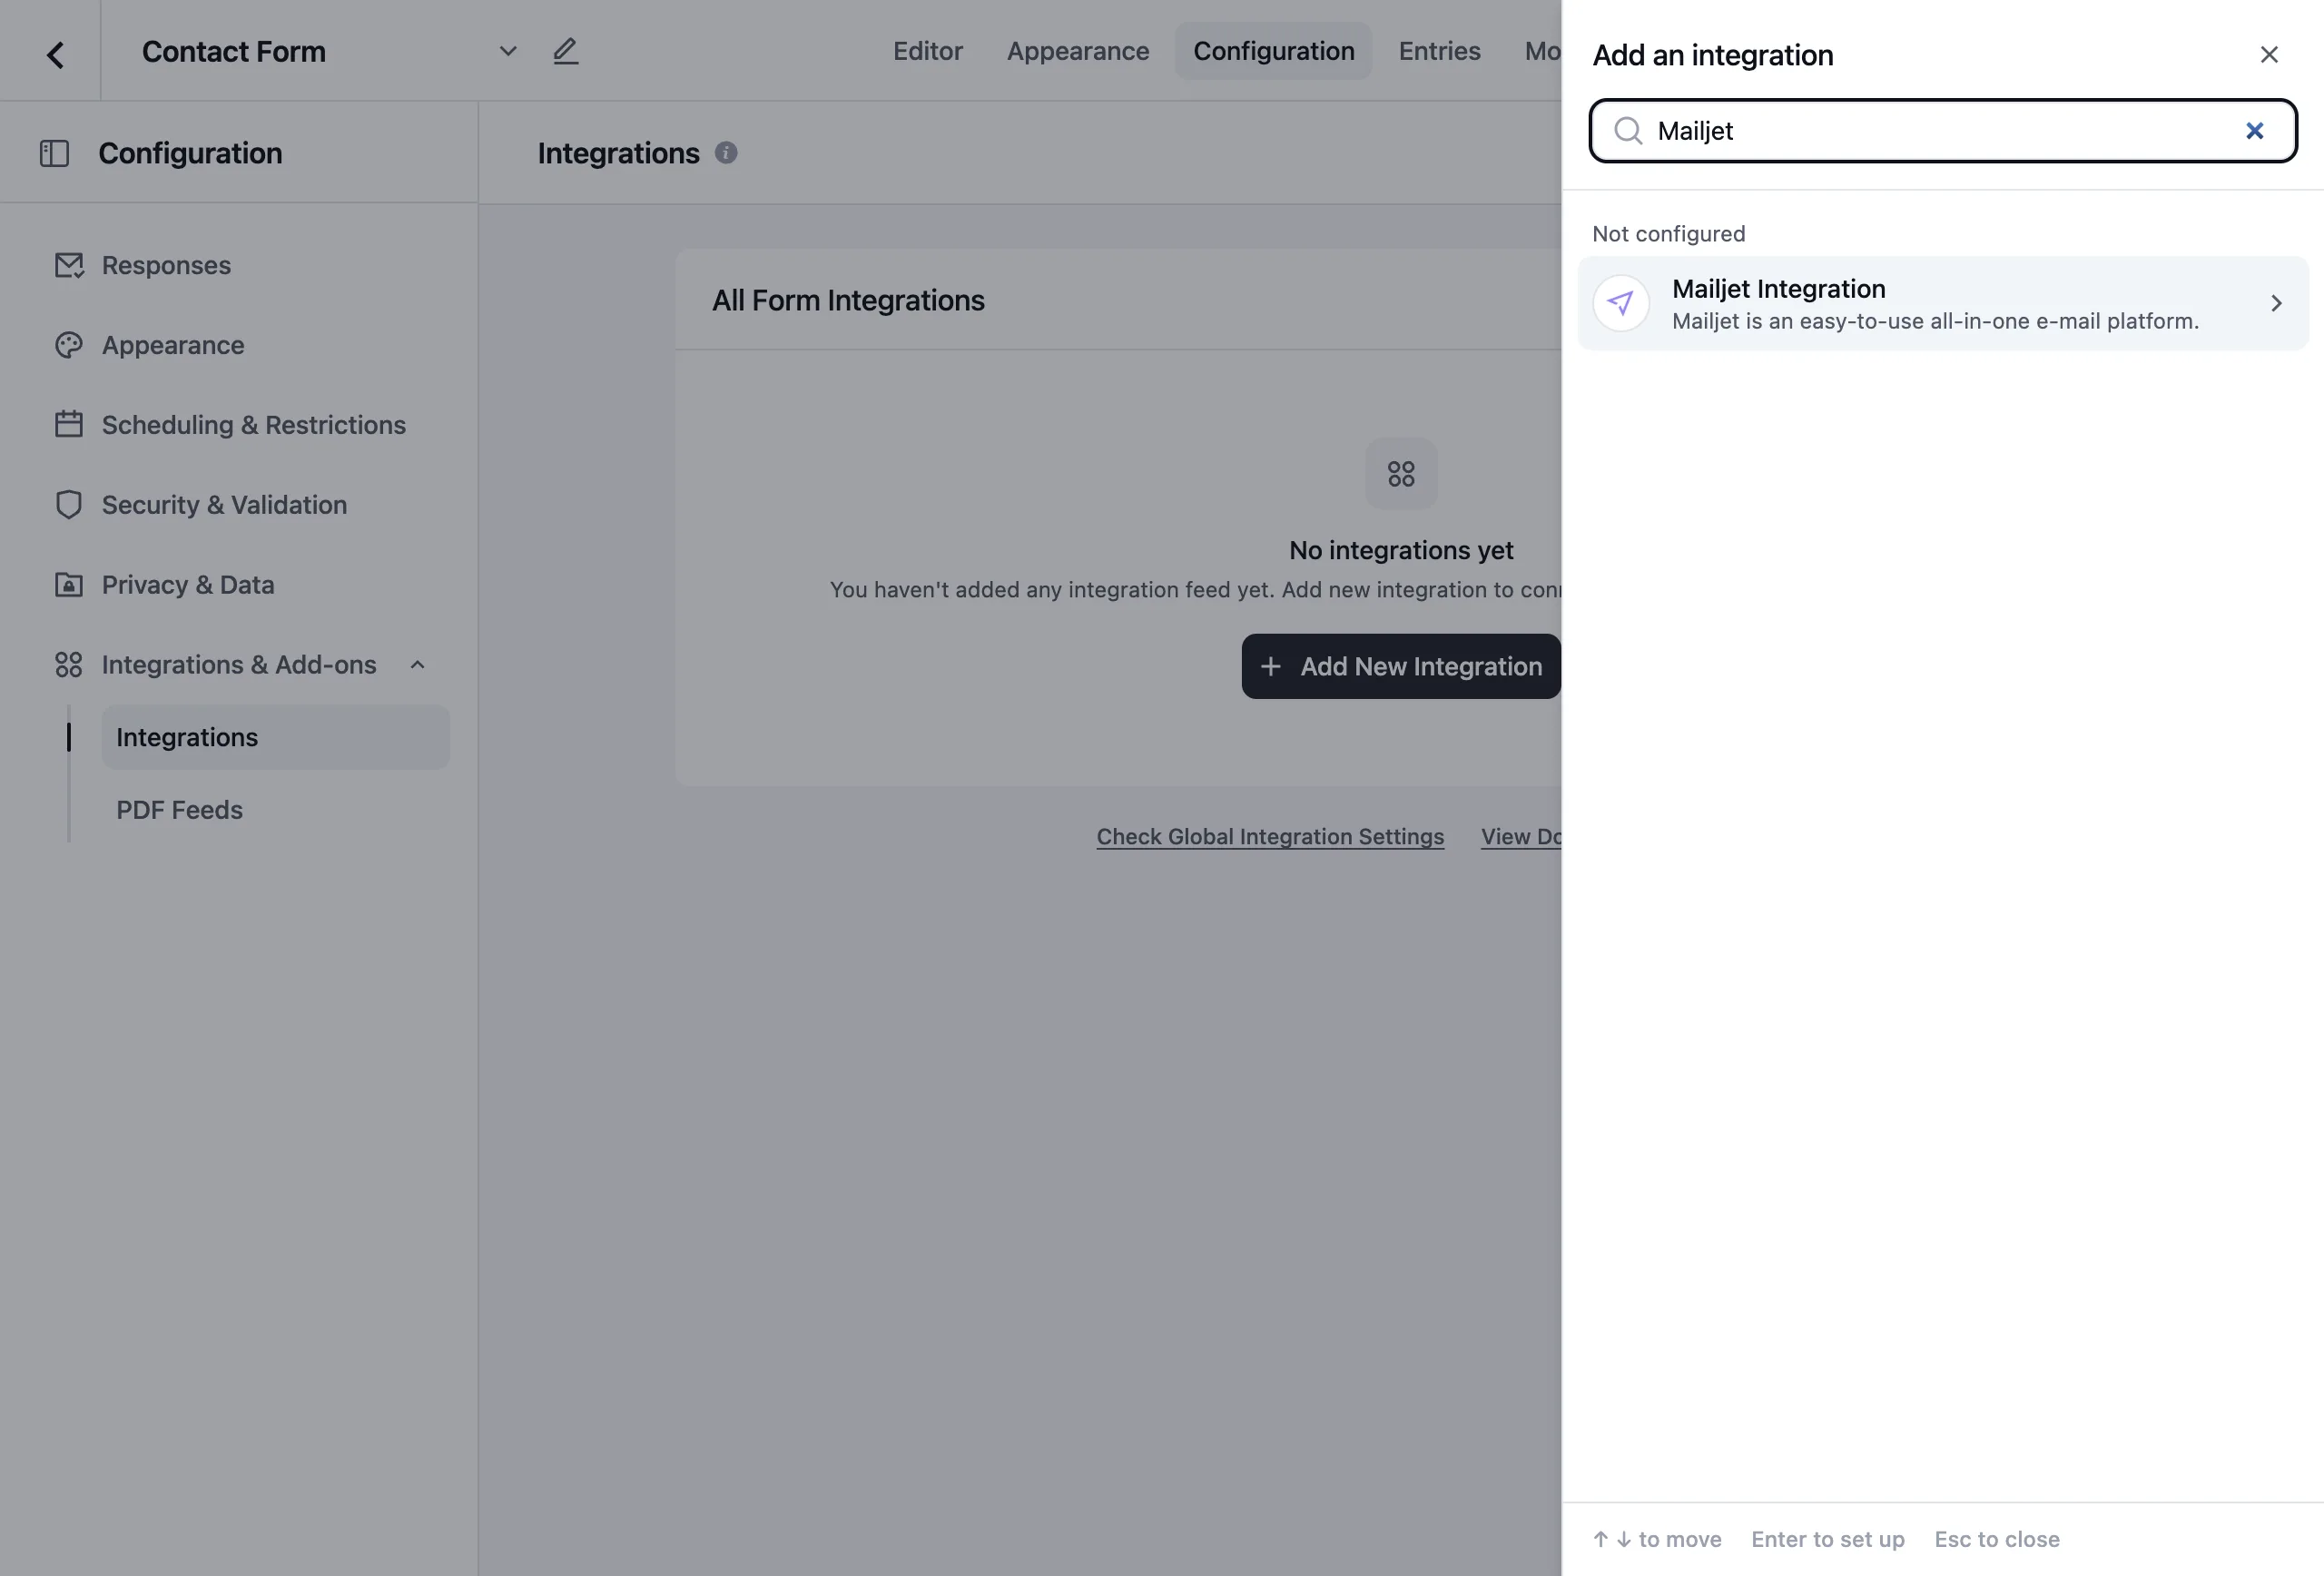 Contact Form
Editor
Appearance
Configuration
Entries
Mo
Configuration
Responses
Appearance
Scheduling & Restrictions
Security & Validation
Privacy & Data
Integrations & Add-ons
Integrations
PDF Feeds
Integrations
All Form Integrations
No integrations yet
You haven't added any integration feed yet. Add new integration to conn
+ Add New Integration
Check Global Integration Settings
View Do
Add an integration
Mailjet
Not configured
Mailjet Integration
Mailjet is an easy-to-use all-in-one e-mail platform.
↑ ↓ to move
Enter to set up
Esc to close